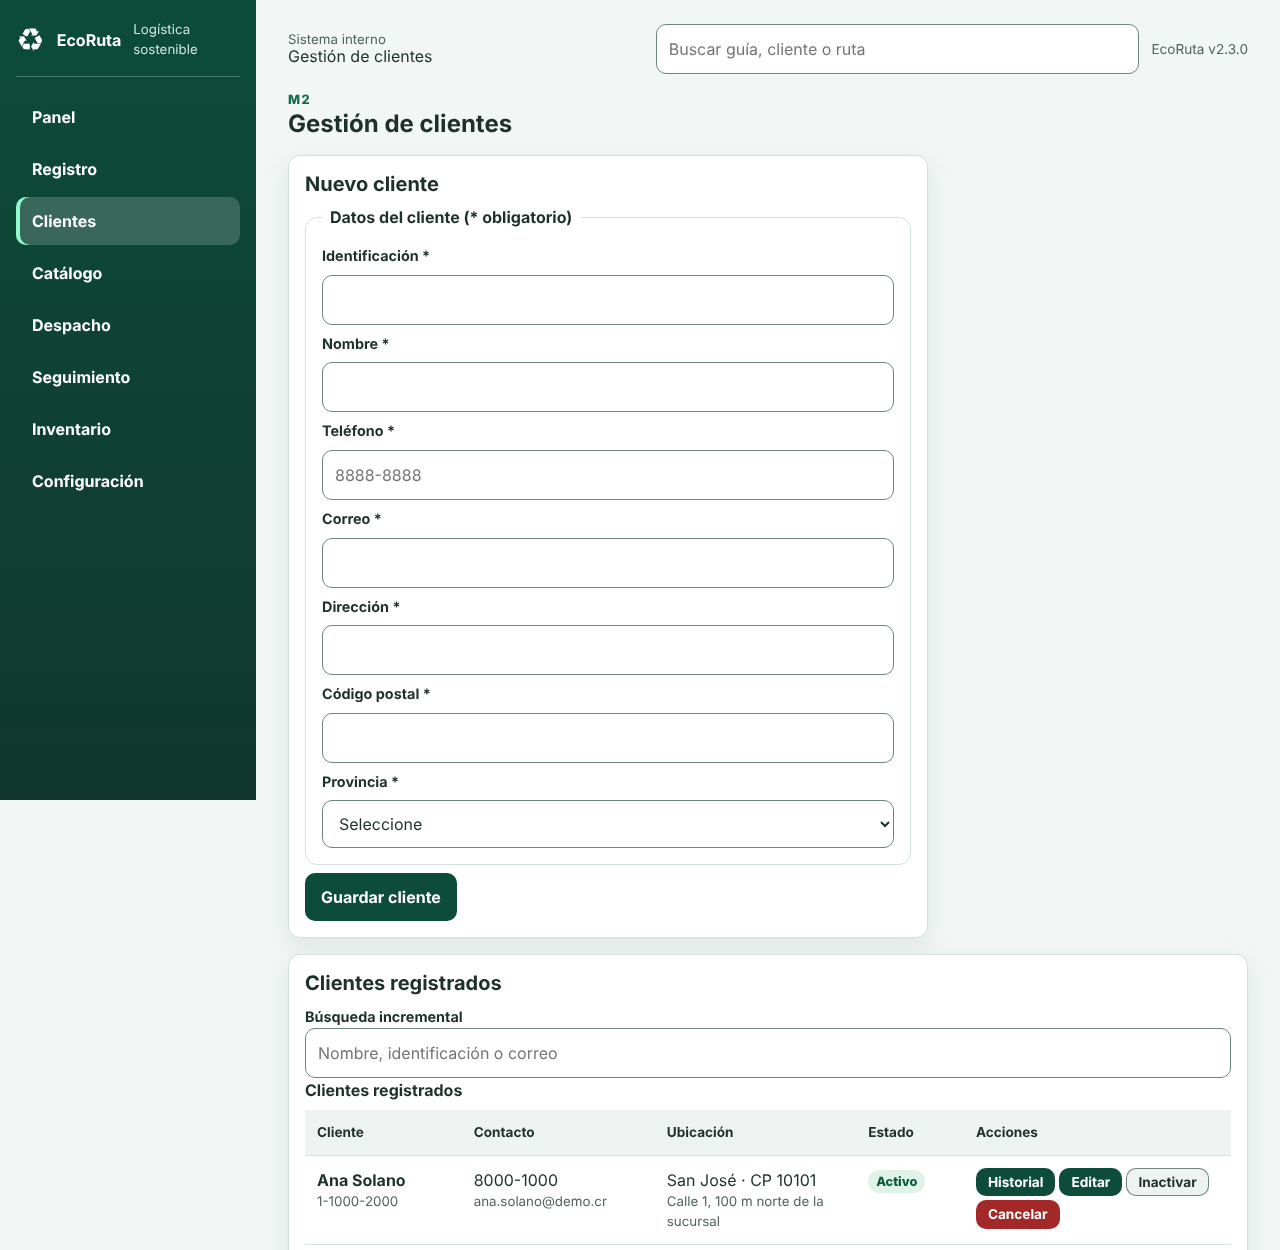 EcoRuta
Logística
sostenible
Panel
Registro
Clientes
Catálogo
Despacho
Seguimiento
Inventario
Configuración
Sistema interno
Gestión de clientes
Buscar guía, cliente o ruta
EcoRuta v2.3.0
M2
Gestión de clientes
Nuevo cliente
Datos del cliente (* obligatorio)
Identificación *
Nombre *
Teléfono *
8888-8888
Correo *
Dirección *
Código postal *
Provincia *
Seleccione
Guardar cliente
Clientes registrados
Búsqueda incremental
Nombre, identificación o correo
Clientes registrados
Cliente Contacto Ubicación Estado Acciones
Ana Solano 8000-1000 San José · CP 10101 Activo Historial Editar Inactivar
1-1000-2000 ana.solano@demo.cr Calle 1, 100 m norte de la
sucursal Cancelar